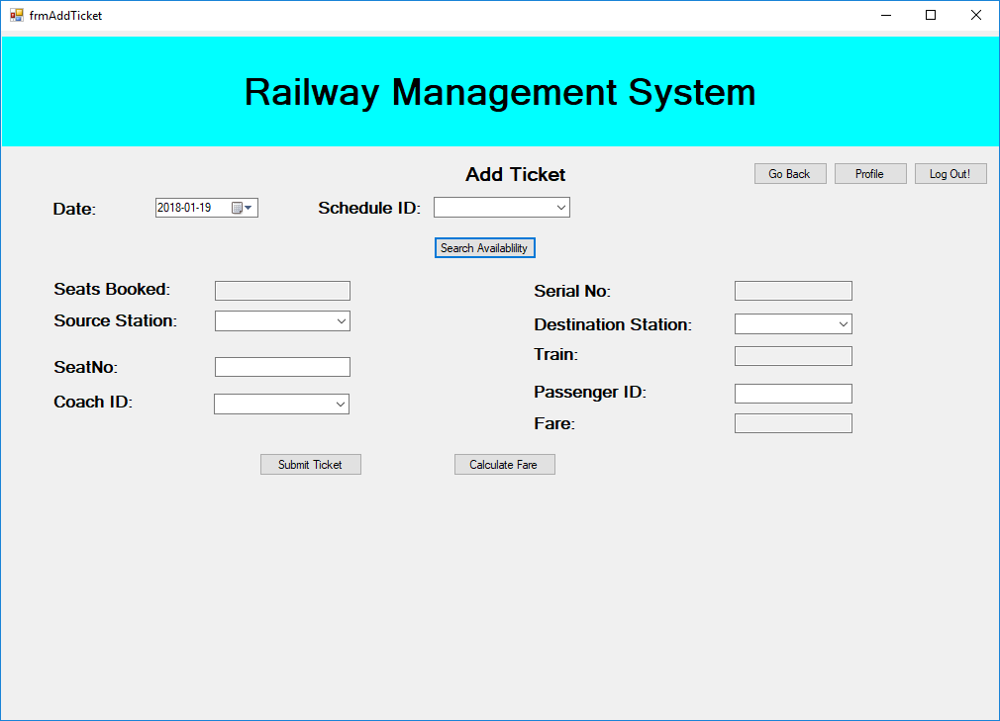 frmAddTicket
Railway Management System
Add Ticket
Go Back Profile Log Out!
Date: 2018-01-19 Schedule ID:
Search Availablility
Seats Booked: Serial No:
Source Station: Destination Station:
Train:
SeatNo:
Passenger ID:
Coach ID:
Fare:
Submit Ticket Calculate Fare